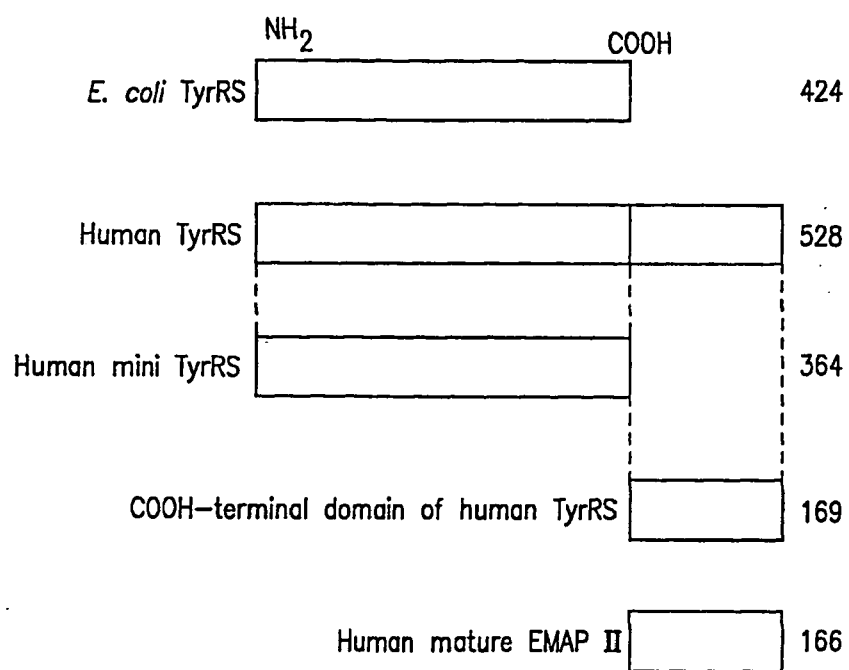 NH2
COOH
E. coli TyrRS 424
Human TyrRS 528
Human mini TyrRS 364
COOH-terminal domain of human TyrRS 169
Human mature EMAP II 166